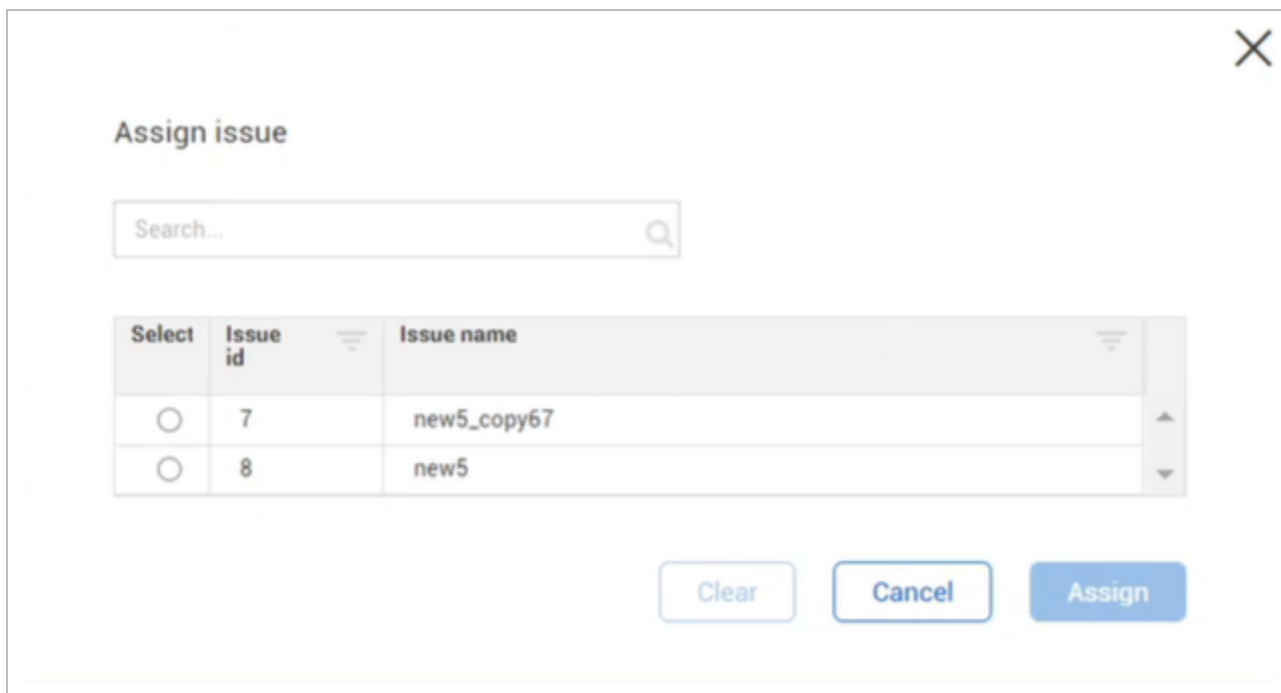 Assign issue
Search...
Select Issue id Issue name
7 new5_copy67
8 new5
Clear Cancel Assign